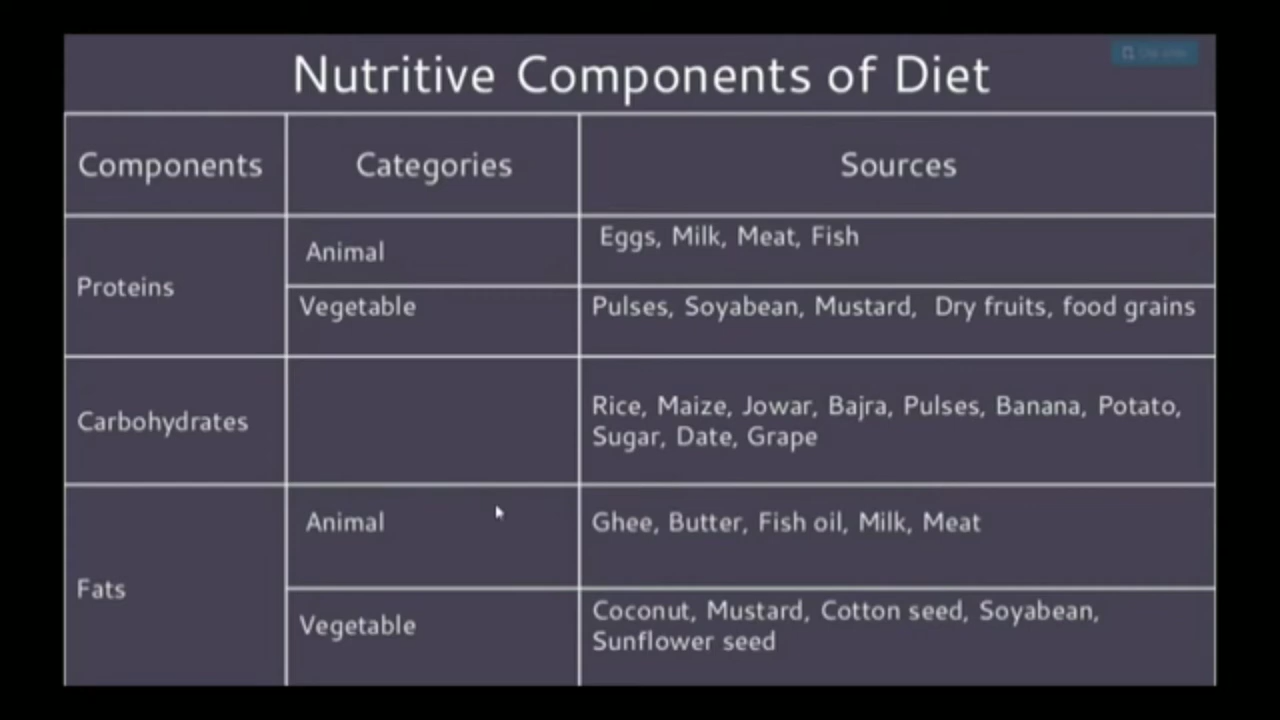 Nutritive Components of Diet
Components Categories Sources
Proteins
Animal
Eggs, Milk, Meat, Fish
Vegetable
Pulses, Soyabean, Mustard, Dry fruits, food grains
Carbohydrates
Rice, Maize, Jowar, Bajra, Pulses, Banana, Potato,
Sugar, Date, Grape
Fats
Animal
Ghee, Butter, Fish oil, Milk, Meat
Vegetable
Coconut, Mustard, Cotton seed, Soyabean,
Sunflower seed